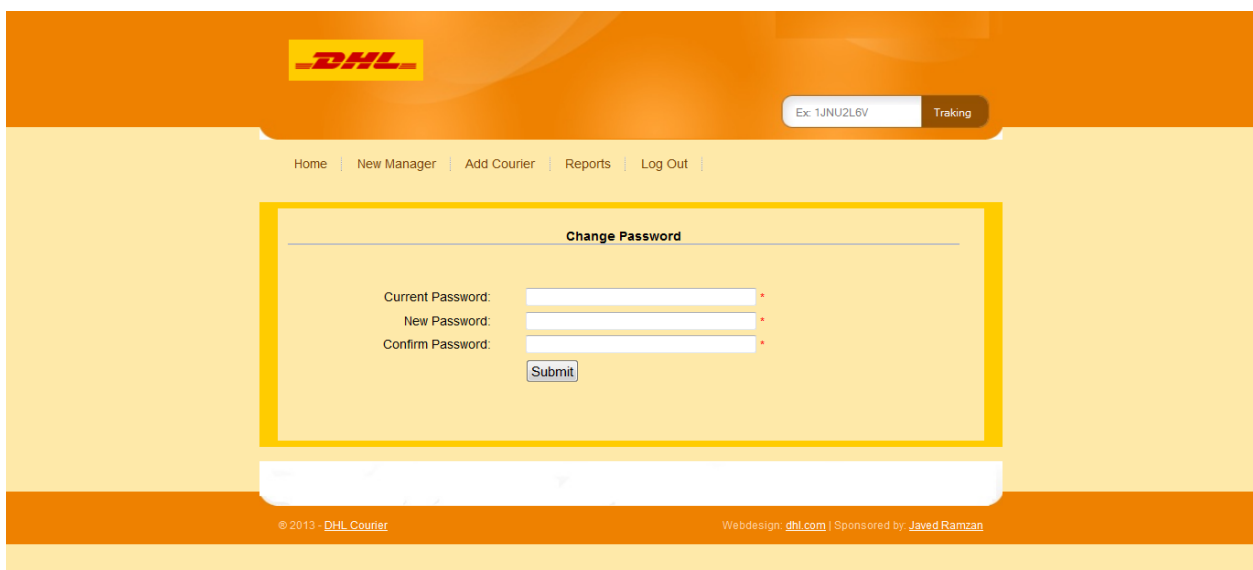 DHL
Ex: 1JNU2L6V Traking
Home | New Manager | Add Courier | Reports | Log Out |
Change Password
Current Password: *
New Password: *
Confirm Password: *
Submit
© 2013 - DHL Courier Webdesign: dhl.com | Sponsored by: Javed Ramzan